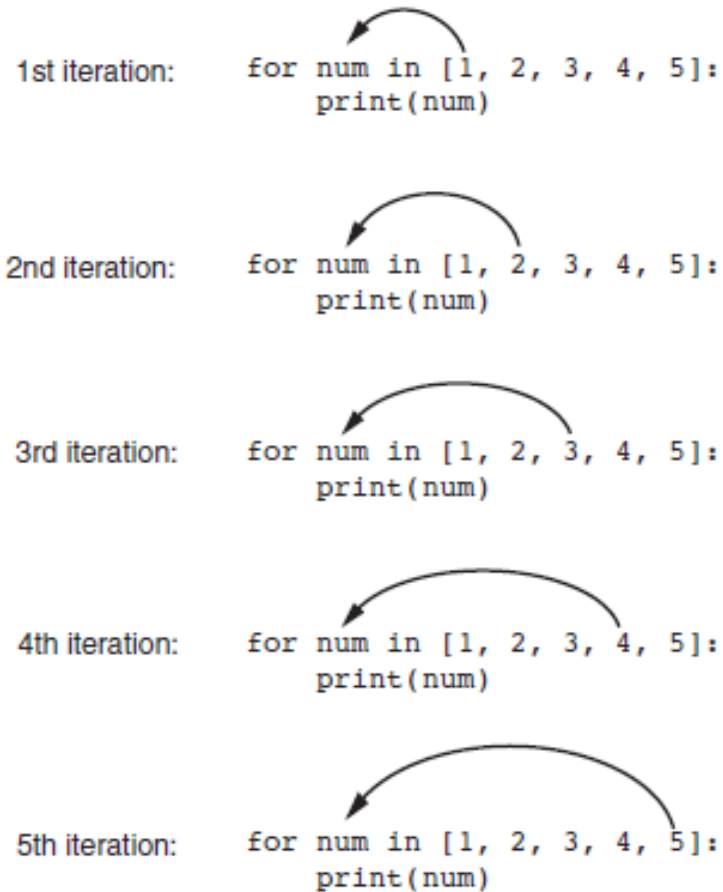 1st iteration: for num in [1, 2, 3, 4, 5]:
print(num)
2nd iteration: for num in [1, 2, 3, 4, 5]:
print(num)
3rd iteration: for num in [1, 2, 3, 4, 5]:
print(num)
4th iteration: for num in [1, 2, 3, 4, 5]:
print(num)
5th iteration: for num in [1, 2, 3, 4, 5]:
print(num)